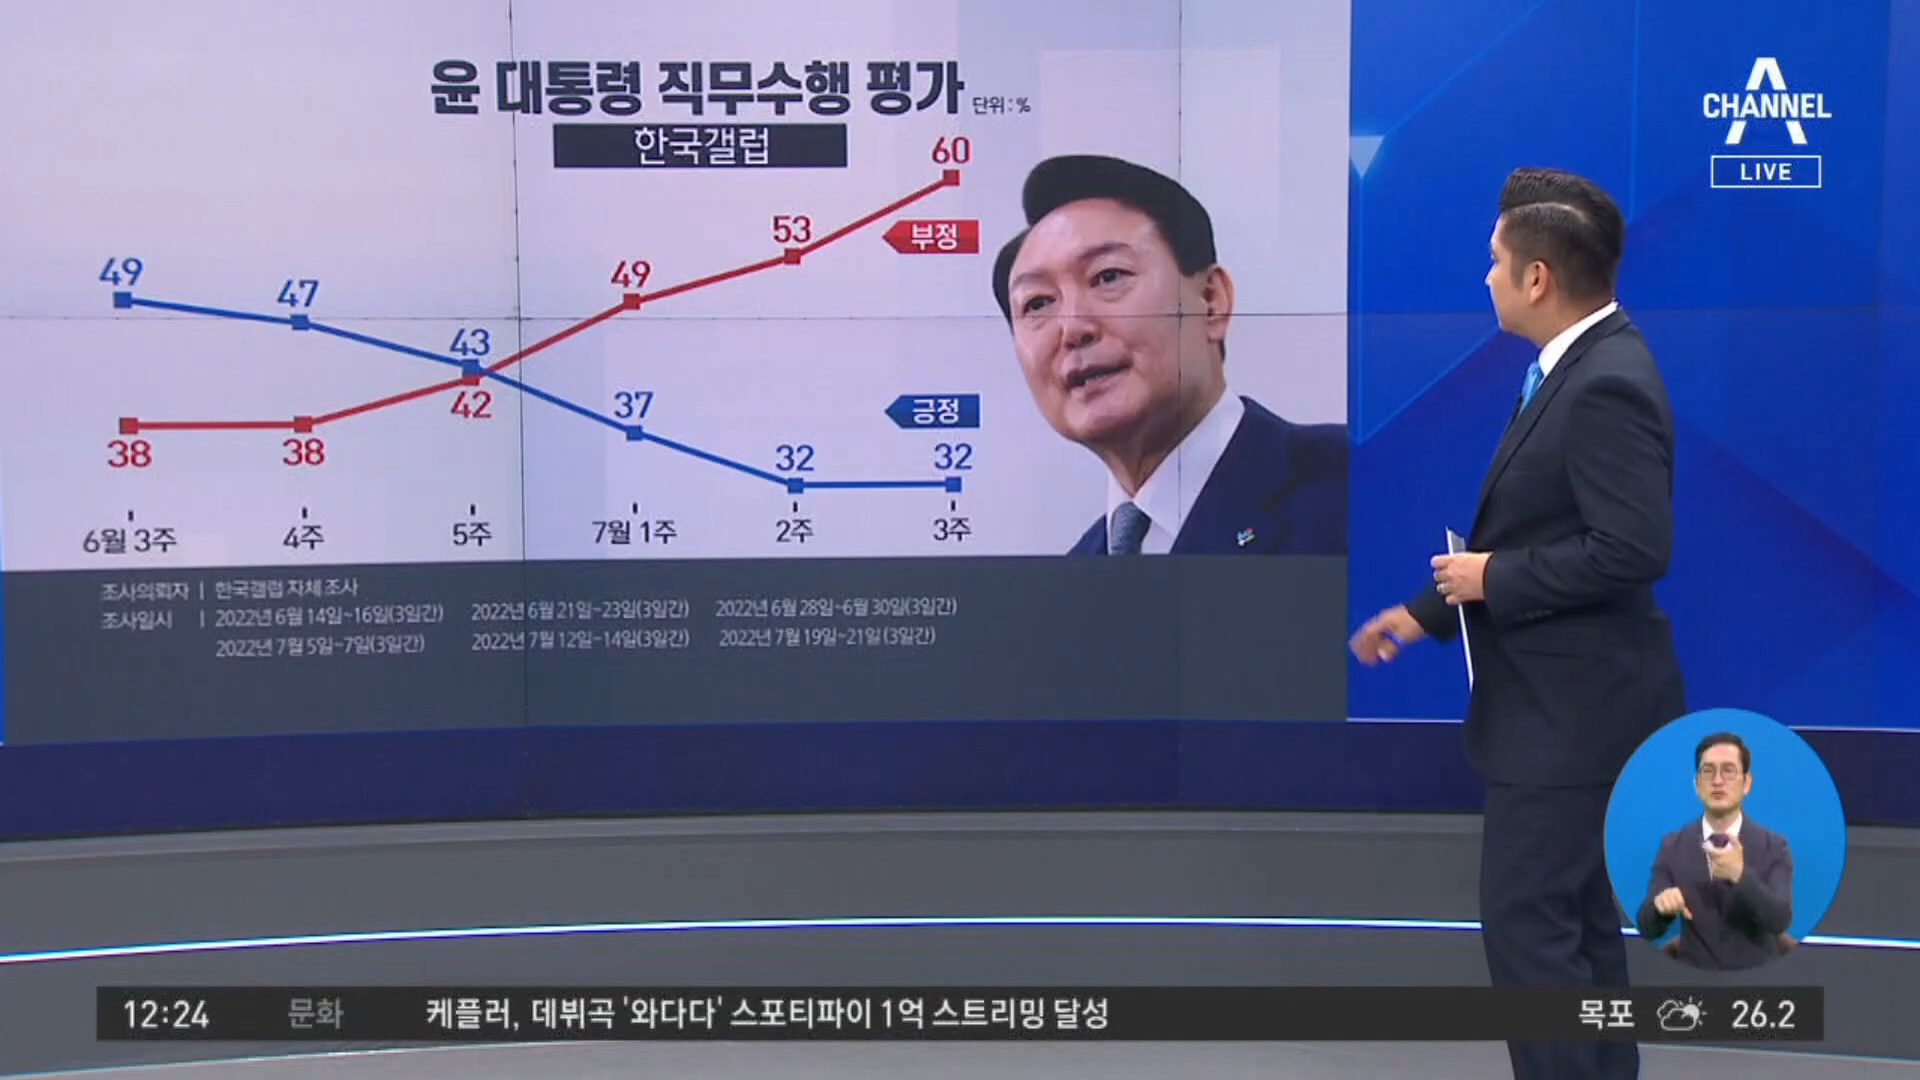 윤 대통령 직무수행 평가 단위:%
한국갤럽
CHANNEL A
LIVE
60
53
부정
49
49
47
43
42
38
38
37
긍정
32
32
6월 3주 4주 5주 7월 1주 2주 3주
조사의뢰자 | 한국갤럽 자체 조사
조사일시 | 2022년 6월 14일~16일(3일간) 2022년 6월 21일~23일(3일간) 2022년 6월 28일~6월 30일(3일간)
2022년 7월 5일~7일(3일간) 2022년 7월 12일~14일(3일간) 2022년 7월 19일~21일(3일간)
12:24 문화 케플러, 데뷔곡 '와다다' 스포티파이 1억 스트리밍 달성 목포 26.2